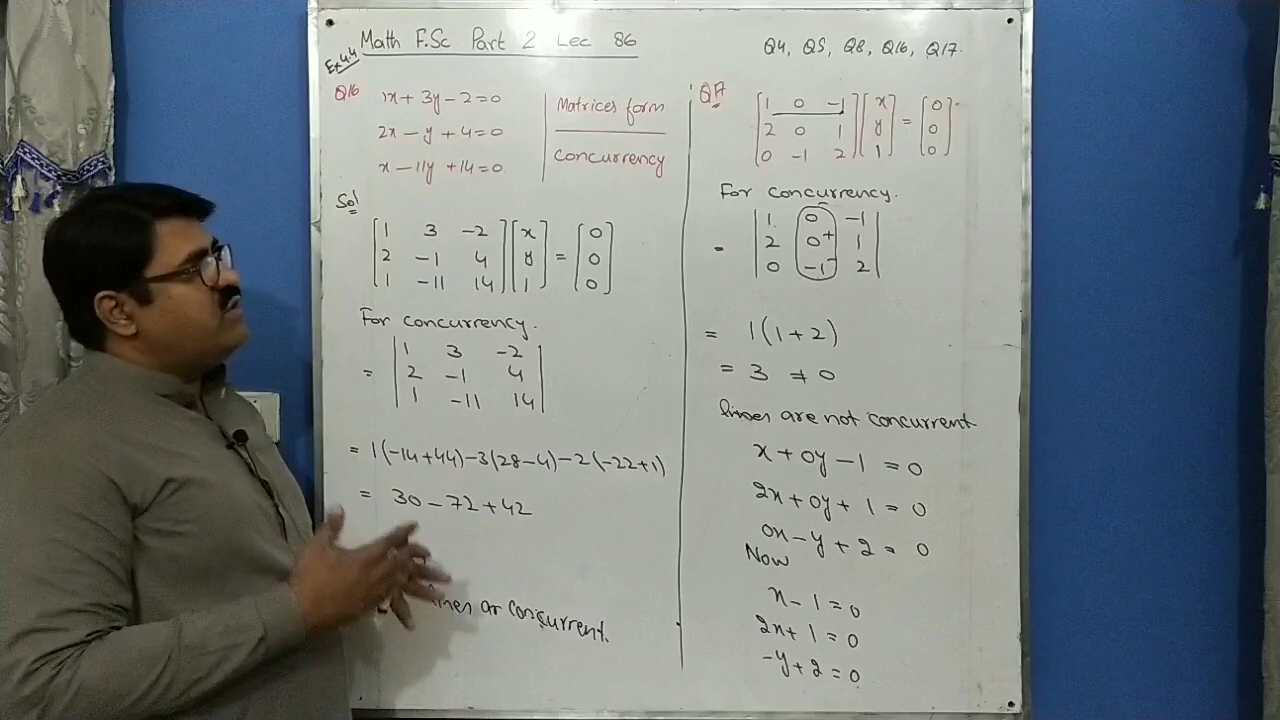 Math F.Sc Part 2 Lec 86
Q4, Q5, Q8, Q16, Q17.
Ex 4.4
Q16
x + 3y - 2 = 0
2x - y + 4 = 0
x - 11y + 14 = 0
Matrices form
concurrency
Sol
[1 3 -2] [x] = [0]
[2 -1 4] [y] [0]
[1 -11 14] [1] [0]
For concurrency.
= |1 3 -2|
|2 -1 4|
|1 -11 14|
= 1(-14+44)-3(28-4)-2(-22+1)
= 30 - 72 + 42
lines ar concurrent.
Q17
[1 0 -1] [x] = [0]
[2 0 1] [y] [0]
[0 -1 2] [1] [0]
For concurrency.
= |1 0 -1|
|2 0+ 1|
|0 -1- 2|
= 1(1+2)
= 3 ≠ 0
lines are not concurrent
x + 0y - 1 = 0
2x + 0y + 1 = 0
0x - y + 2 = 0
Now
x - 1 = 0
2x + 1 = 0
-y + 2 = 0